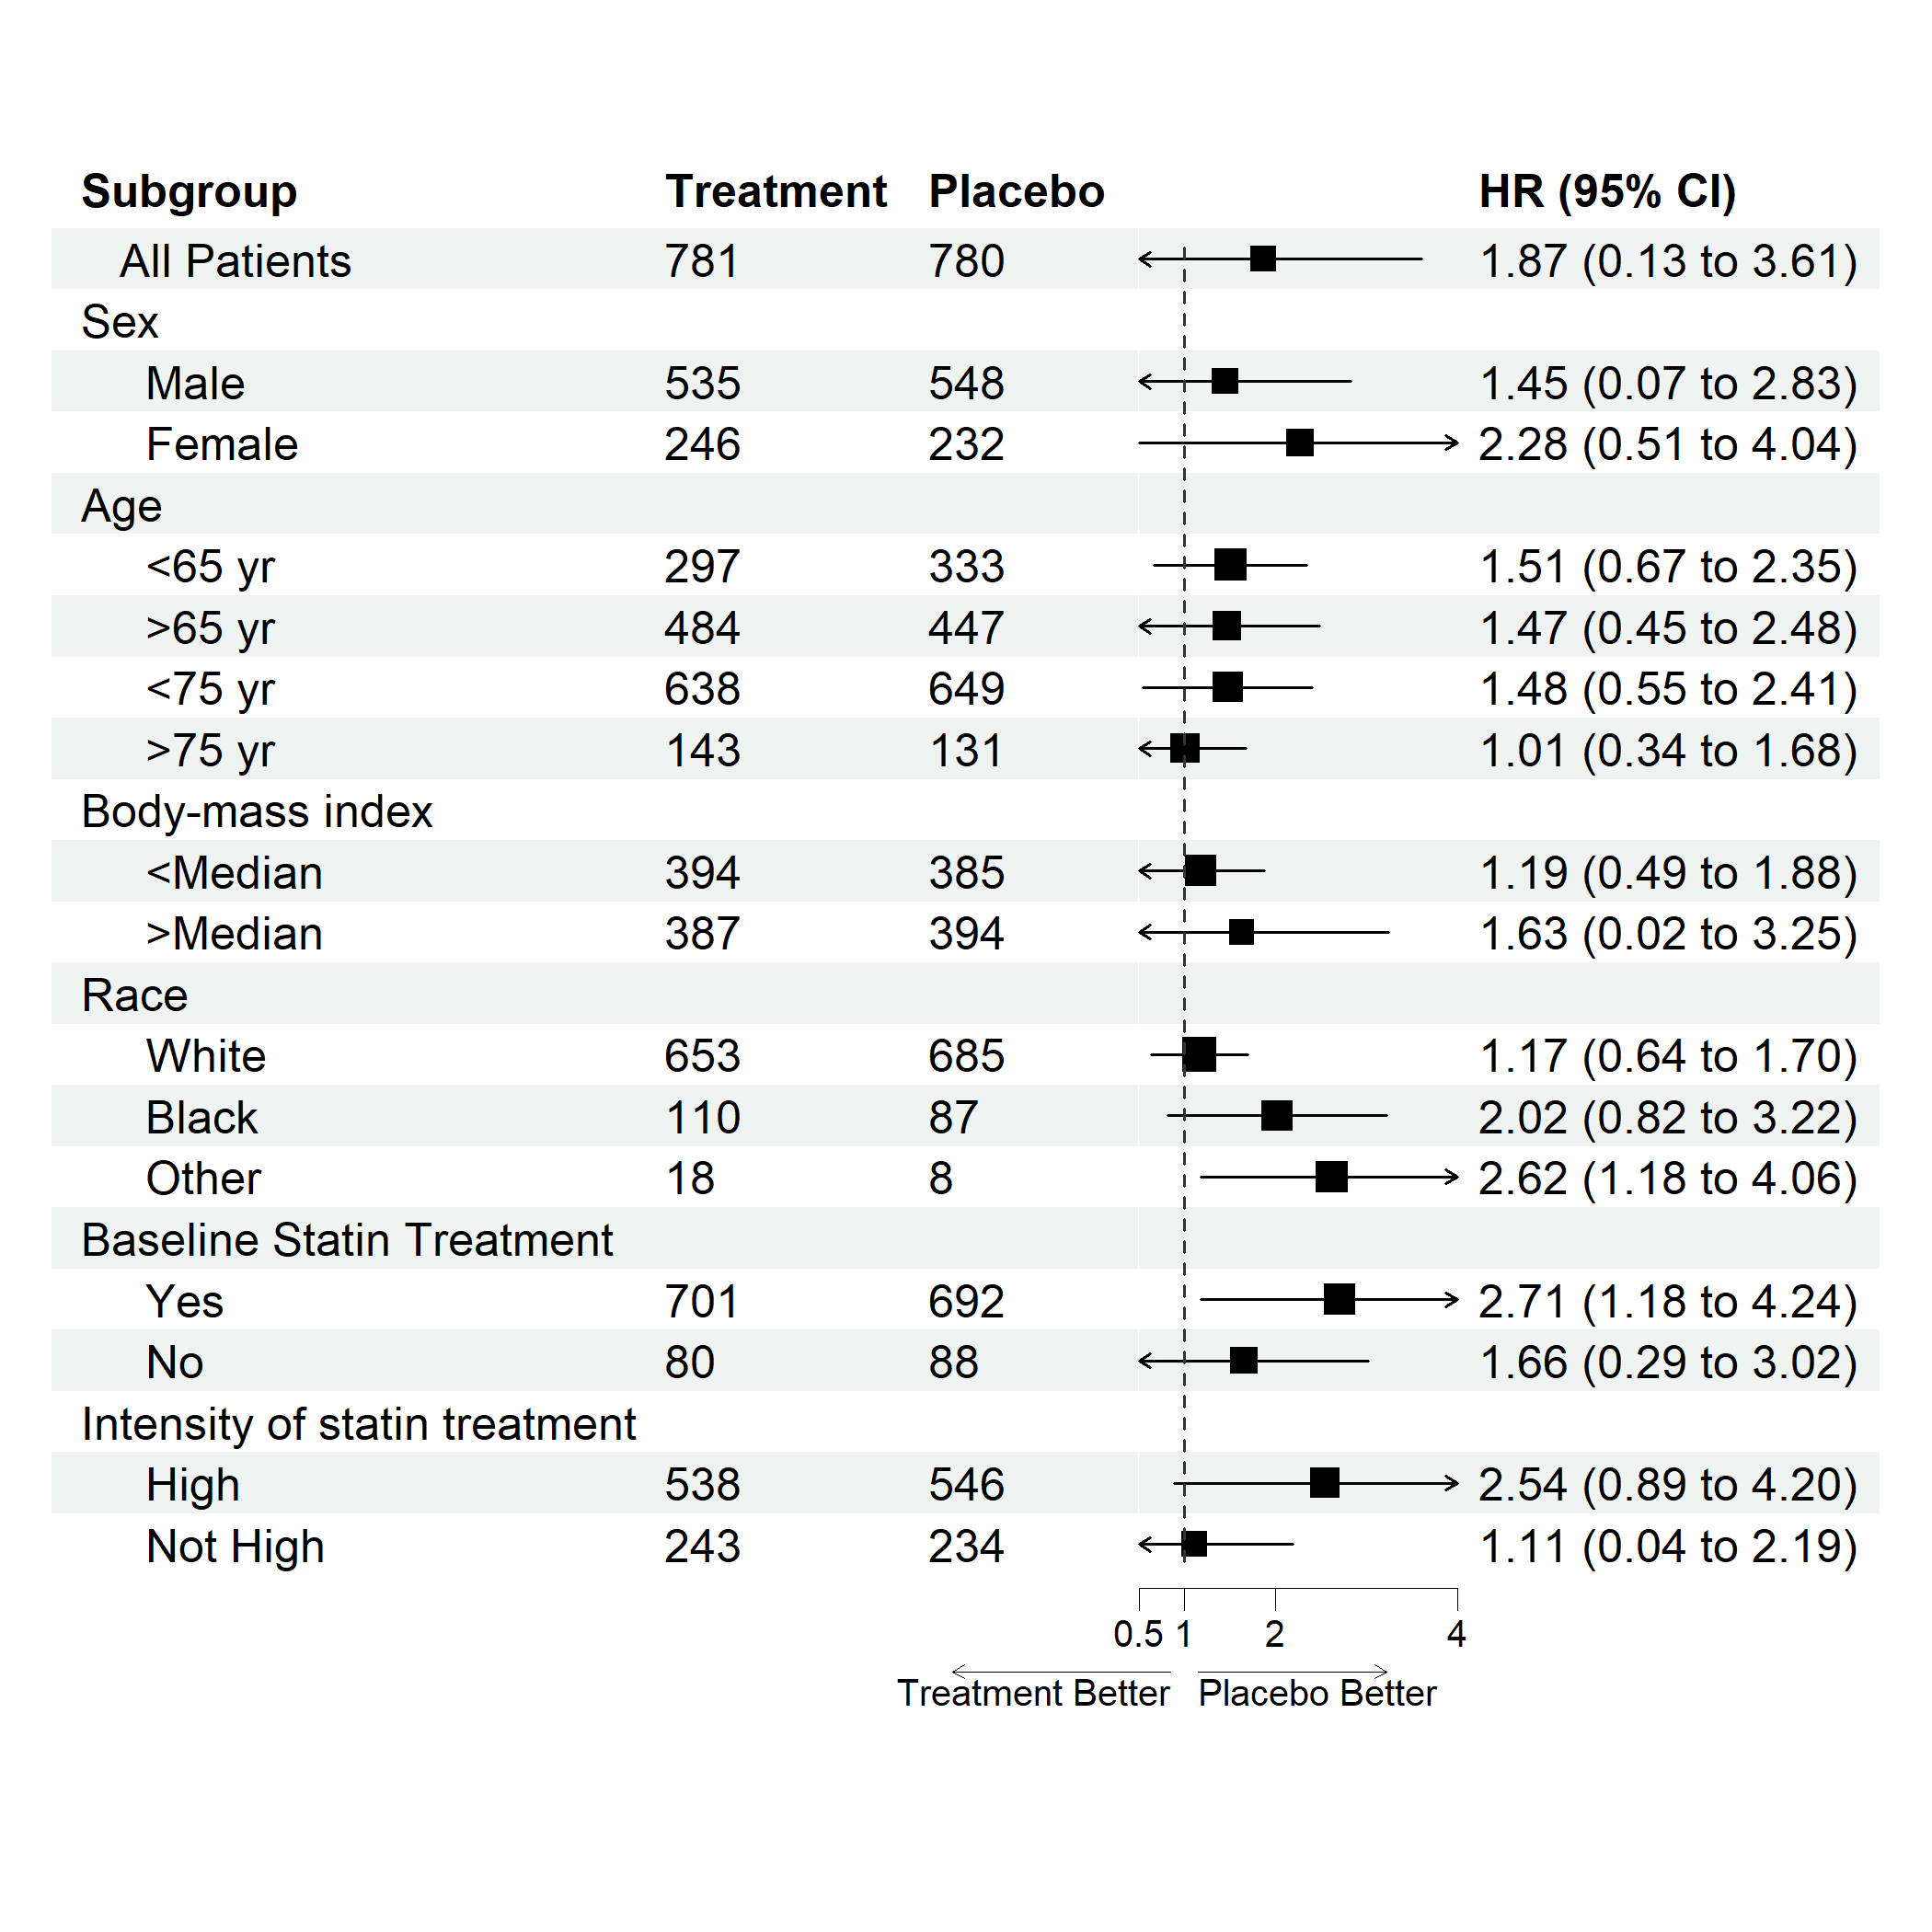 Subgroup Treatment Placebo HR (95% CI)
All Patients 781 780 1.87 (0.13 to 3.61)
Sex
Male 535 548 1.45 (0.07 to 2.83)
Female 246 232 2.28 (0.51 to 4.04)
Age
<65 yr 297 333 1.51 (0.67 to 2.35)
>65 yr 484 447 1.47 (0.45 to 2.48)
<75 yr 638 649 1.48 (0.55 to 2.41)
>75 yr 143 131 1.01 (0.34 to 1.68)
Body-mass index
<Median 394 385 1.19 (0.49 to 1.88)
>Median 387 394 1.63 (0.02 to 3.25)
Race
White 653 685 1.17 (0.64 to 1.70)
Black 110 87 2.02 (0.82 to 3.22)
Other 18 8 2.62 (1.18 to 4.06)
Baseline Statin Treatment
Yes 701 692 2.71 (1.18 to 4.24)
No 80 88 1.66 (0.29 to 3.02)
Intensity of statin treatment
High 538 546 2.54 (0.89 to 4.20)
Not High 243 234 1.11 (0.04 to 2.19)
0.5 1 2 4
Treatment Better Placebo Better